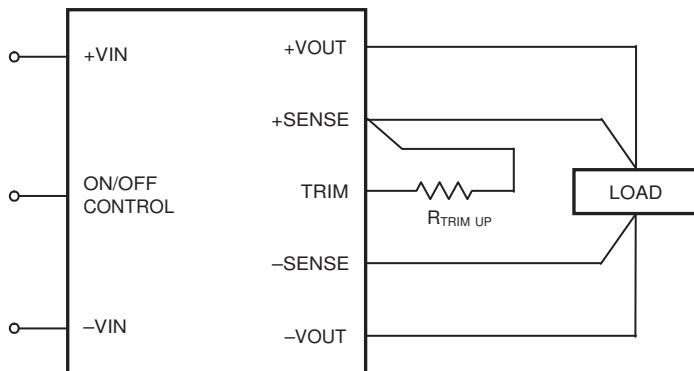 +VIN
+VOUT
+SENSE
ON/OFF
CONTROL
TRIM
LOAD
RTRIM UP
–SENSE
–VIN
–VOUT